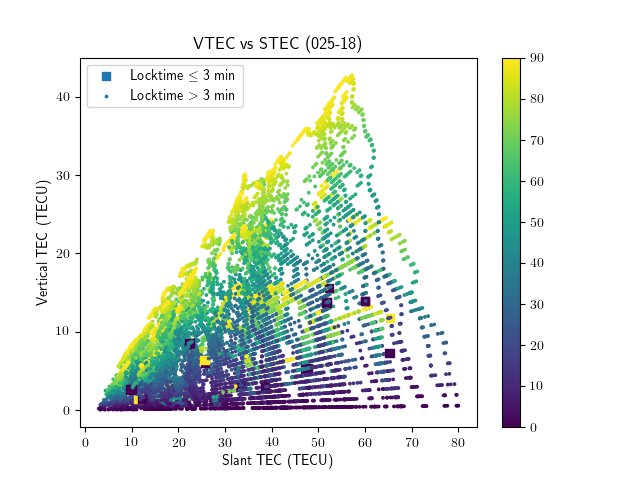 VTEC vs STEC (025-18)
Locktime ≤ 3 min
Locktime > 3 min
Vertical TEC (TECU)
40
30
20
10
0
0 10 20 30 40 50 60 70 80
Slant TEC (TECU)
90
80
70
60
50
40
30
20
10
0